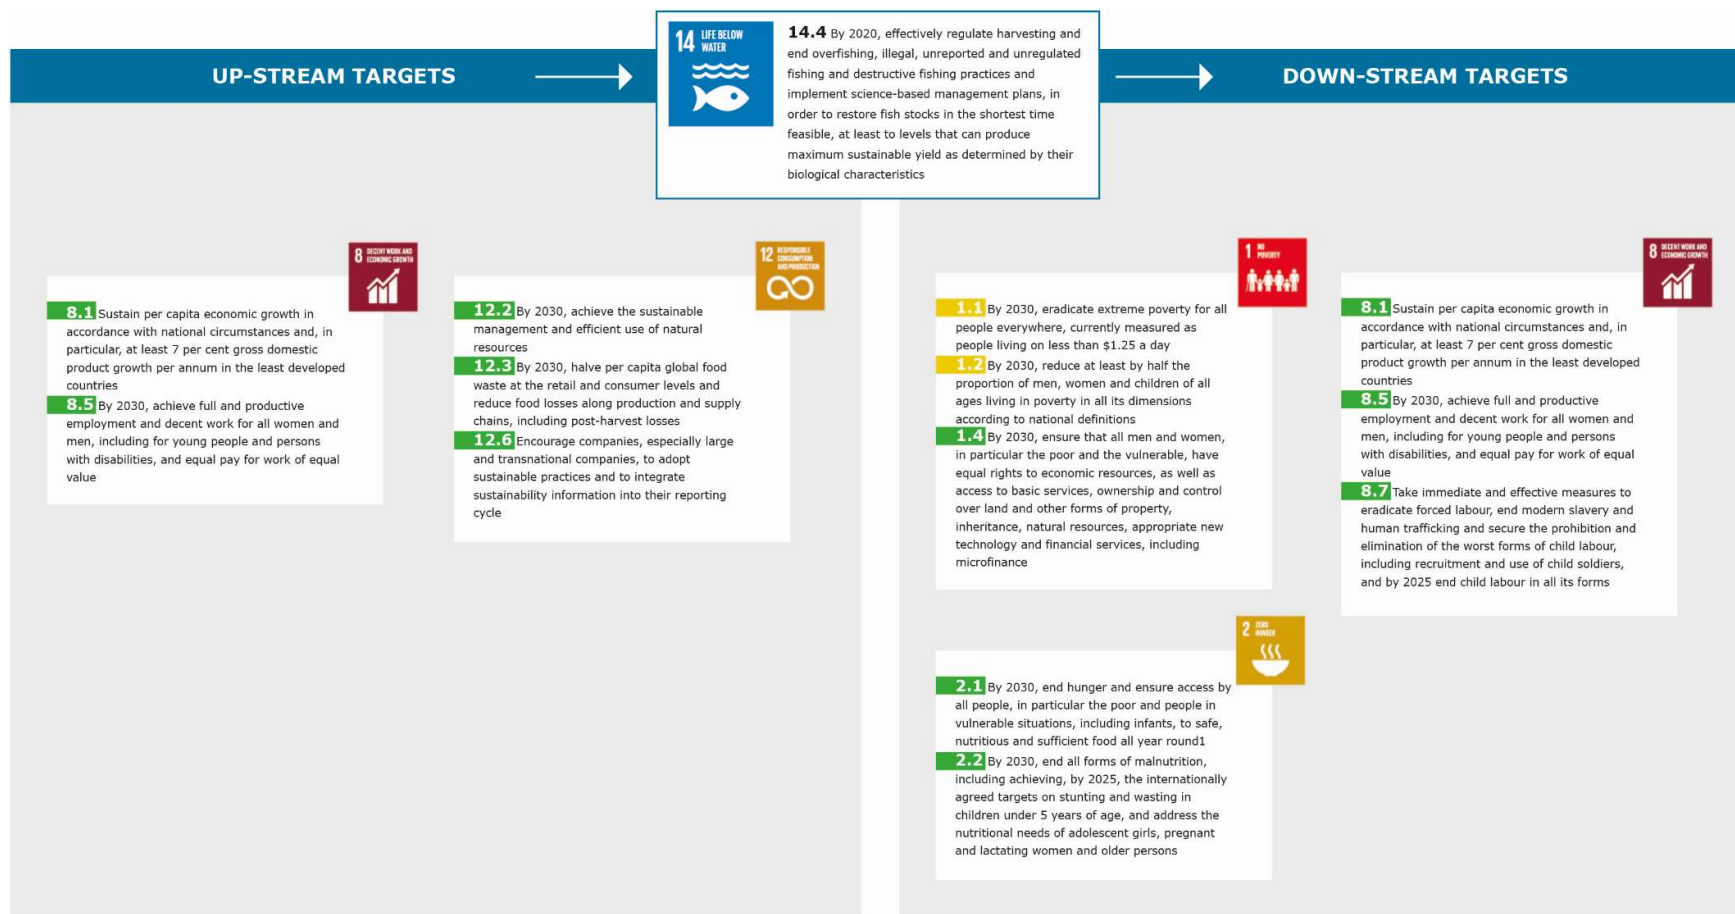 UP-STREAM TARGETS
14 LIFE BELOW
WATER
14.4 By 2020, effectively regulate harvesting and
end overfishing, illegal, unreported and unregulated
fishing and destructive fishing practices and
implement science-based management plans, in
order to restore fish stocks in the shortest time
feasible, at least to levels that can produce
maximum sustainable yield as determined by their
biological characteristics
DOWN-STREAM TARGETS
8 DECENT WORK AND
ECONOMIC GROWTH
8.1 Sustain per capita economic growth in
accordance with national circumstances and, in
particular, at least 7 per cent gross domestic
product growth per annum in the least developed
countries
8.5 By 2030, achieve full and productive
employment and decent work for all women and
men, including for young people and persons
with disabilities, and equal pay for work of equal
value
12 RESPONSIBLE
CONSUMPTION
AND PRODUCTION
12.2 By 2030, achieve the sustainable
management and efficient use of natural
resources
12.3 By 2030, halve per capita global food
waste at the retail and consumer levels and
reduce food losses along production and supply
chains, including post-harvest losses
12.6 Encourage companies, especially large
and transnational companies, to adopt
sustainable practices and to integrate
sustainability information into their reporting
cycle
1 NO
POVERTY
1.1 By 2030, eradicate extreme poverty for all
people everywhere, currently measured as
people living on less than $1.25 a day
1.2 By 2030, reduce at least by half the
proportion of men, women and children of all
ages living in poverty in all its dimensions
according to national definitions
1.4 By 2030, ensure that all men and women,
in particular the poor and the vulnerable, have
equal rights to economic resources, as well as
access to basic services, ownership and control
over land and other forms of property,
inheritance, natural resources, appropriate new
technology and financial services, including
microfinance
8 DECENT WORK AND
ECONOMIC GROWTH
8.1 Sustain per capita economic growth in
accordance with national circumstances and, in
particular, at least 7 per cent gross domestic
product growth per annum in the least developed
countries
8.5 By 2030, achieve full and productive
employment and decent work for all women and
men, including for young people and persons
with disabilities, and equal pay for work of equal
value
8.7 Take immediate and effective measures to
eradicate forced labour, end modern slavery and
human trafficking and secure the prohibition and
elimination of the worst forms of child labour,
including recruitment and use of child soldiers,
and by 2025 end child labour in all its forms
2 ZERO
HUNGER
2.1 By 2030, end hunger and ensure access by
all people, in particular the poor and people in
vulnerable situations, including infants, to safe,
nutritious and sufficient food all year round1
2.2 By 2030, end all forms of malnutrition,
including achieving, by 2025, the internationally
agreed targets on stunting and wasting in
children under 5 years of age, and address the
nutritional needs of adolescent girls, pregnant
and lactating women and older persons